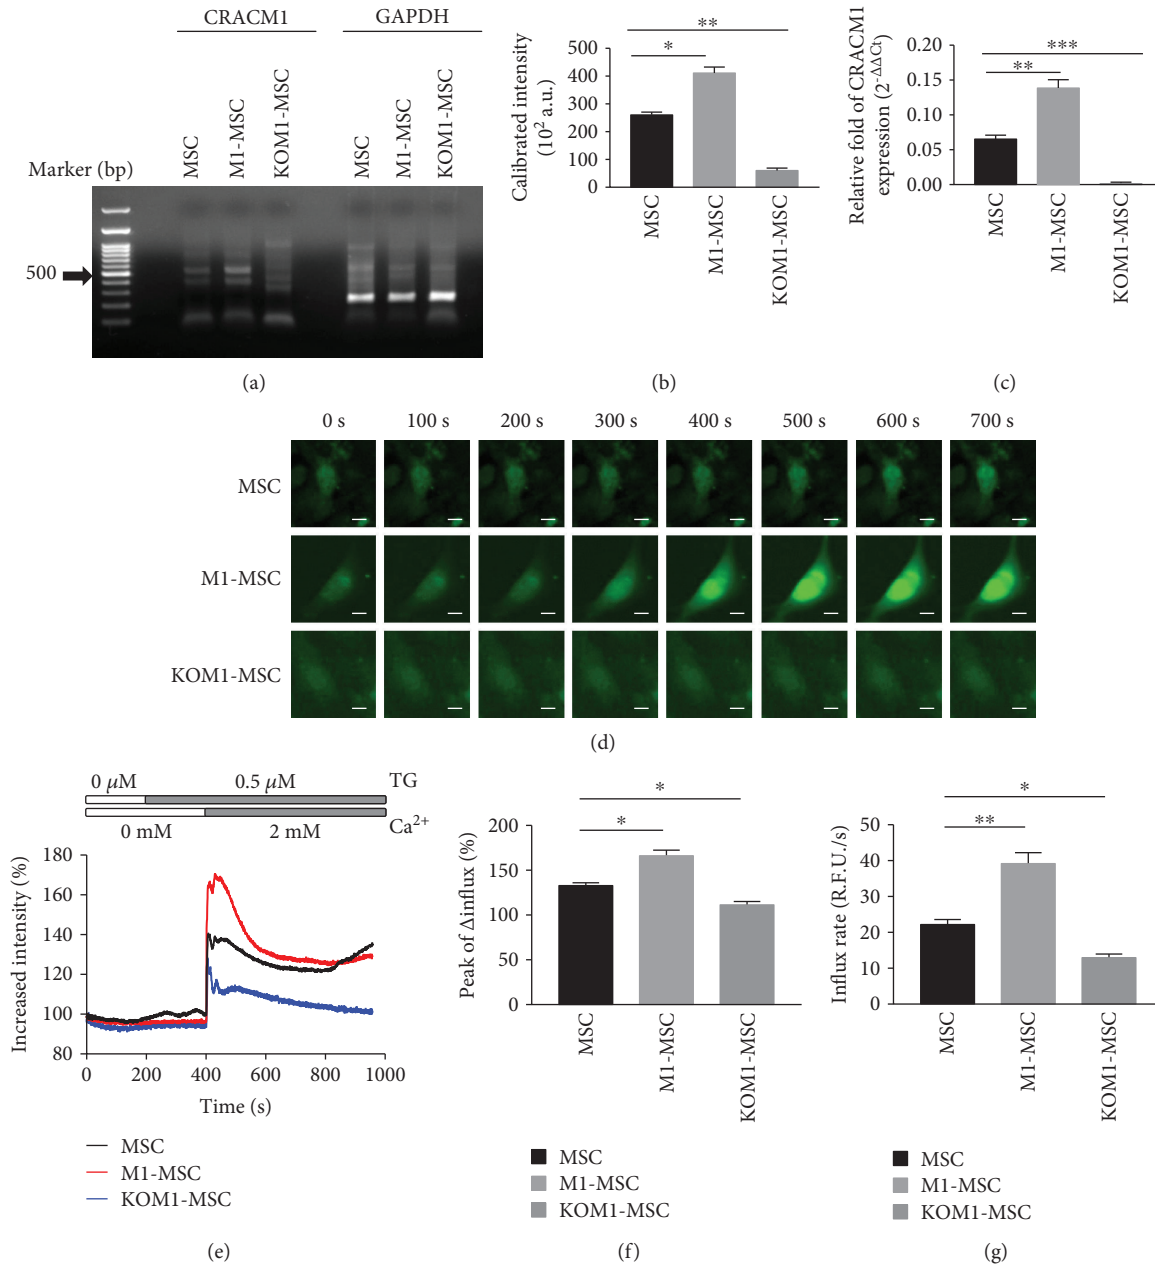 CRACM1 GAPDH
MSC
M1-MSC
KOM1-MSC
MSC
M1-MSC
KOM1-MSC
Marker (bp)
500
(a)
Calibrated intensity
(10² a.u.)
500
400
300
200
100
0
**
*
MSC
M1-MSC
KOM1-MSC
(b)
Relative fold of CRACM1
expression (2^-ΔΔCt)
0.20
0.15
0.10
0.05
0.00
***
**
MSC
M1-MSC
KOM1-MSC
(c)
0 s 100 s 200 s 300 s 400 s 500 s 600 s 700 s
MSC
M1-MSC
KOM1-MSC
(d)
0 μM 0.5 μM TG
0 mM 2 mM Ca²⁺
Increased intensity (%)
180
160
140
120
100
80
0 200 400 600 800 1000
Time (s)
MSC
M1-MSC
KOM1-MSC
(e)
Peak of Δinflux (%)
200
150
100
50
0
*
*
MSC
M1-MSC
KOM1-MSC
MSC
M1-MSC
KOM1-MSC
(f)
Influx rate (R.F.U./s)
50
40
30
20
10
0
*
**
MSC
M1-MSC
KOM1-MSC
MSC
M1-MSC
KOM1-MSC
(g)